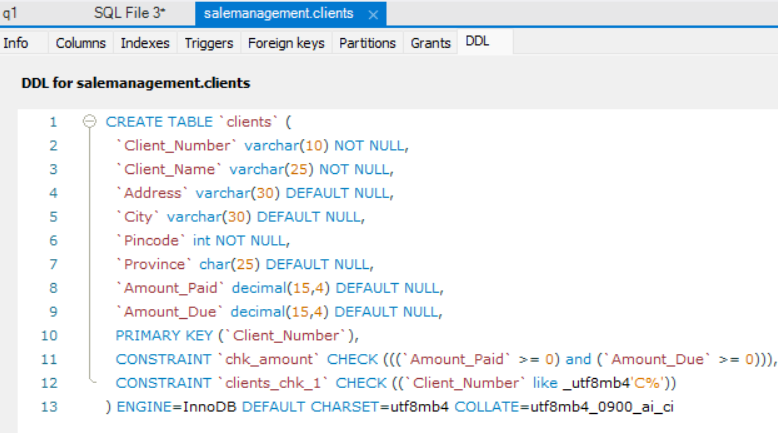 q1 SQL File 3* salemanagement.clients ×
Info Columns Indexes Triggers Foreign keys Partitions Grants DDL
DDL for salemanagement.clients
1 CREATE TABLE `clients` (
2 `Client_Number` varchar(10) NOT NULL,
3 `Client_Name` varchar(25) NOT NULL,
4 `Address` varchar(30) DEFAULT NULL,
5 `City` varchar(30) DEFAULT NULL,
6 `Pincode` int NOT NULL,
7 `Province` char(25) DEFAULT NULL,
8 `Amount_Paid` decimal(15,4) DEFAULT NULL,
9 `Amount_Due` decimal(15,4) DEFAULT NULL,
10 PRIMARY KEY (`Client_Number`),
11 CONSTRAINT `chk_amount` CHECK (((`Amount_Paid` >= 0) and (`Amount_Due` >= 0))),
12 CONSTRAINT `clients_chk_1` CHECK ((`Client_Number` like _utf8mb4'C%'))
13 ) ENGINE=InnoDB DEFAULT CHARSET=utf8mb4 COLLATE=utf8mb4_0900_ai_ci